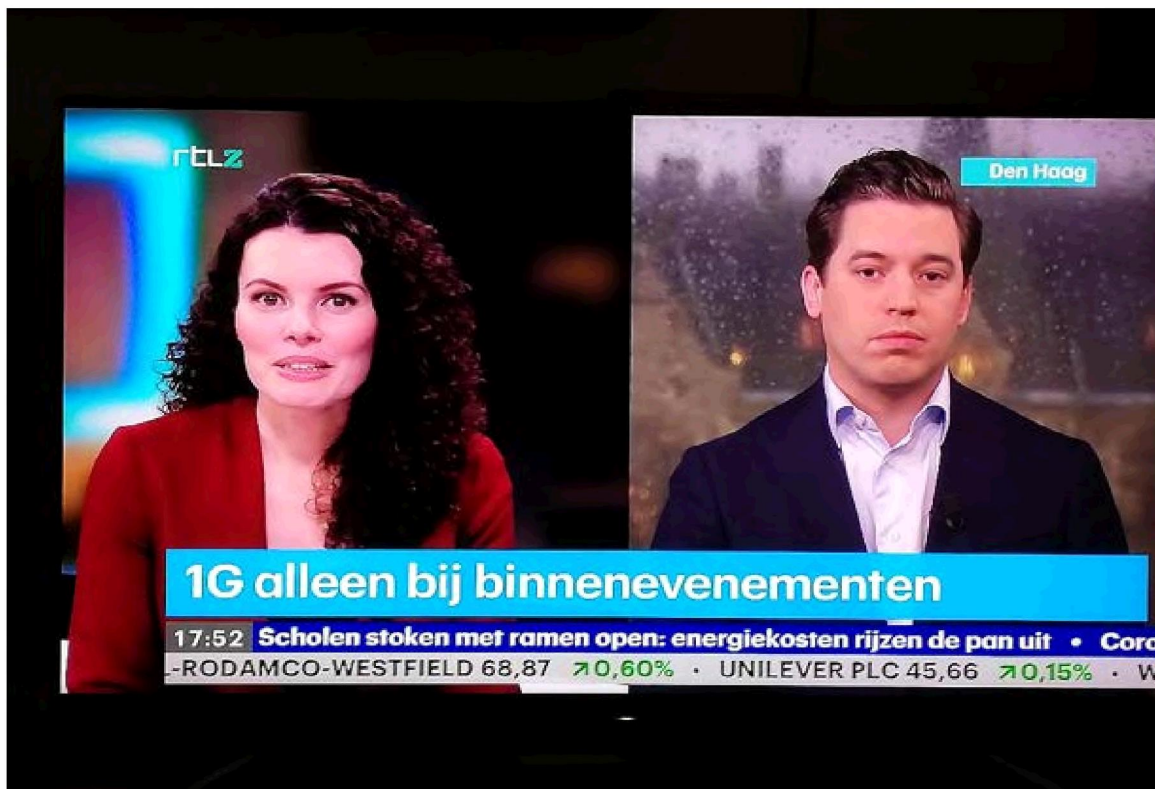 rtlz
Den Haag
1G alleen bij binnenevenementen
17:52 Scholen stoken met ramen open: energiekosten rijzen de pan uit • Coro
-RODAMCO-WESTFIELD 68,87 ↗0,60% · UNILEVER PLC 45,66 ↗0,15% · W